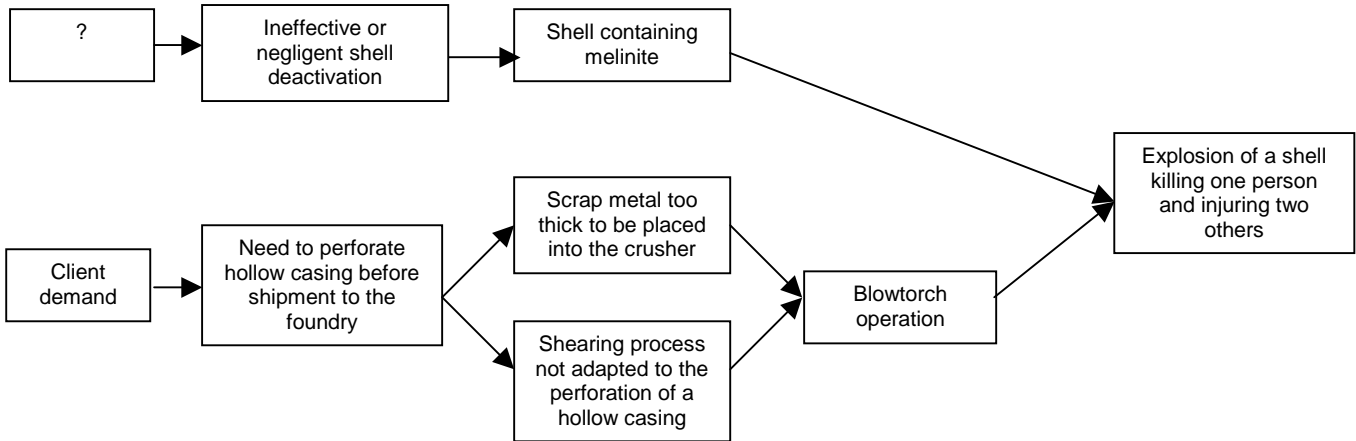 ?
Ineffective or
negligent shell
deactivation
Shell containing
melinite
Explosion of a shell
killing one person
and injuring two
others
Client
demand
Need to perforate
hollow casing before
shipment to the
foundry
Scrap metal too
thick to be placed
into the crusher
Shearing process
not adapted to the
perforation of a
hollow casing
Blowtorch
operation